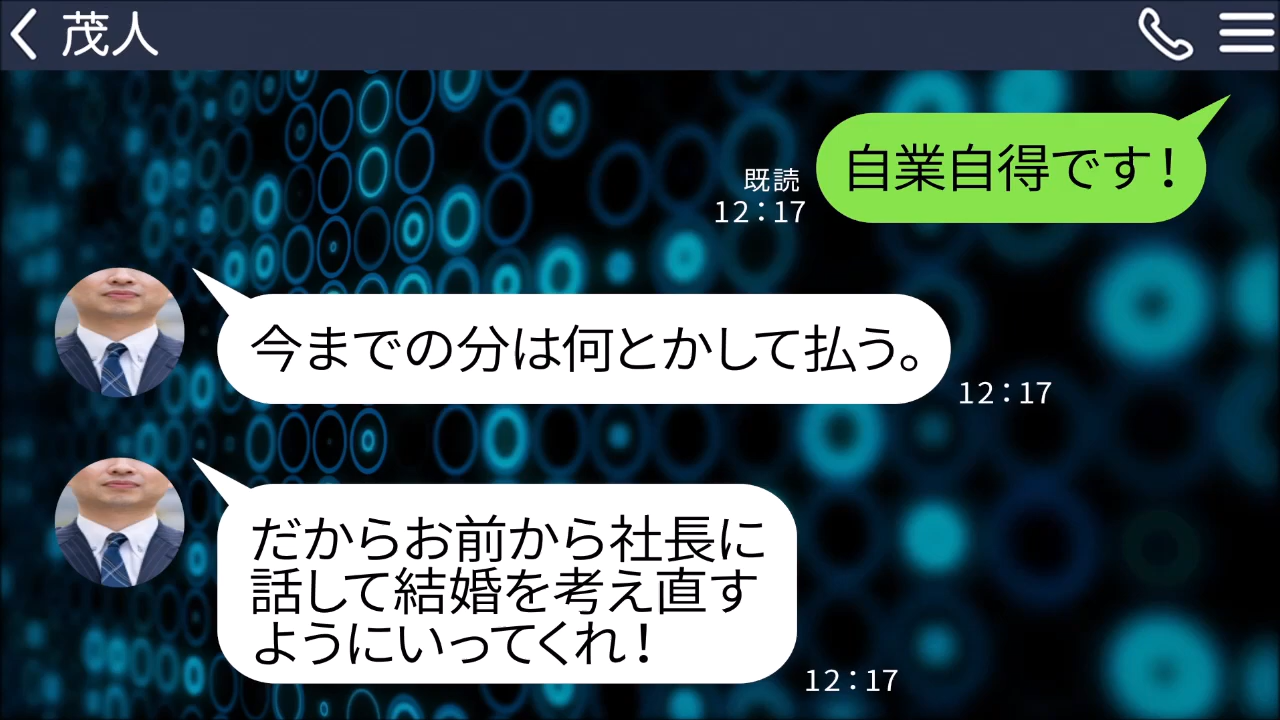 茂人
自業自得です！
既読
12：17
今までの分は何とかして払う。
12：17
だからお前から社長に
話して結婚を考え直す
ようにいってくれ！
12：17